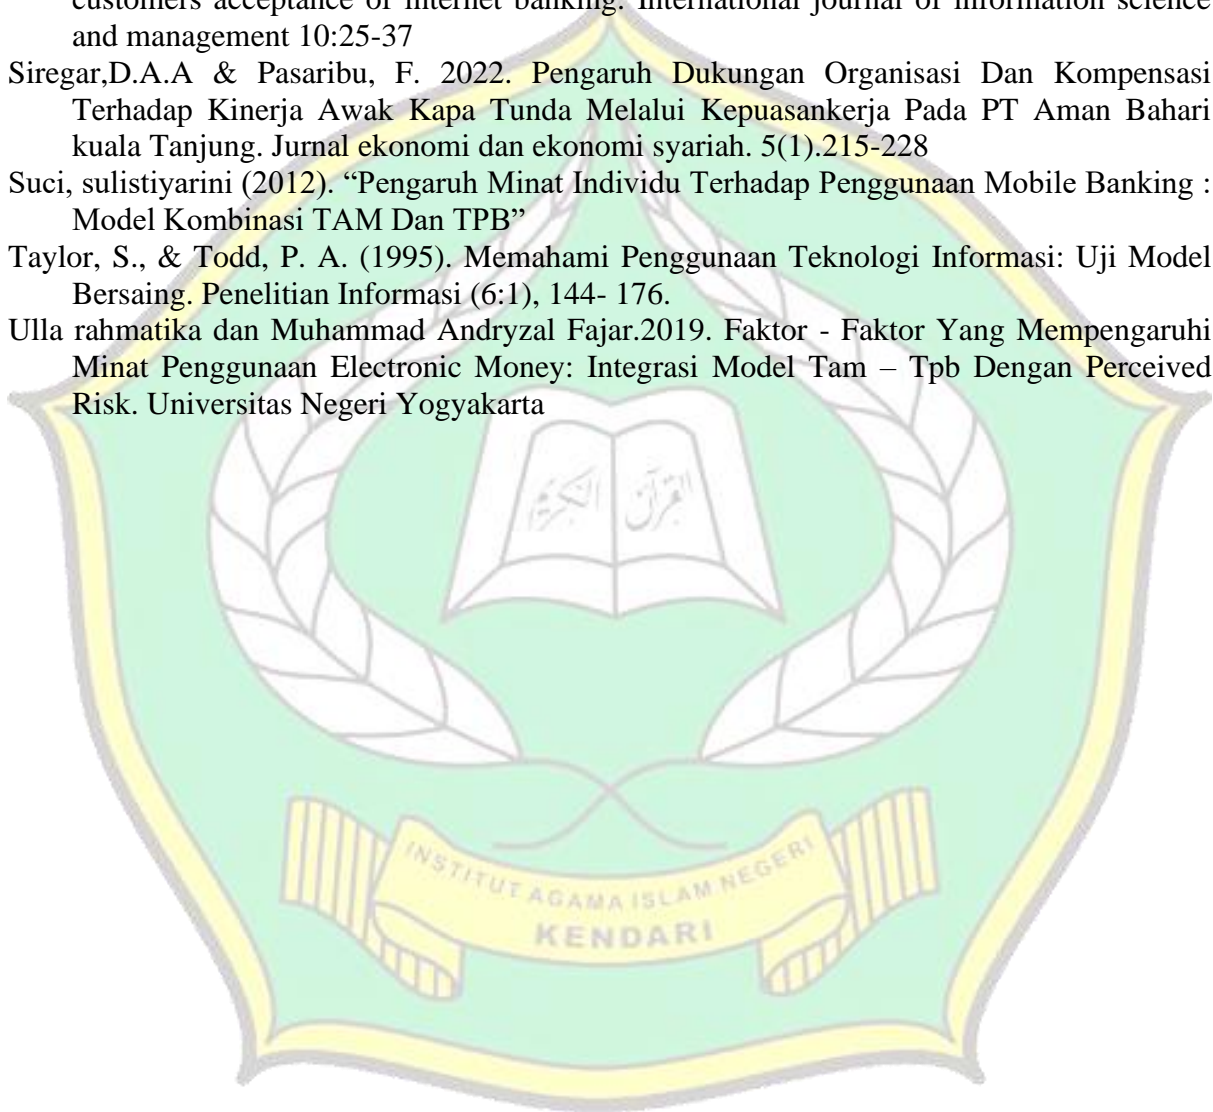 customers acceptance of internet banking. International journal of information science
and management 10:25-37
Siregar,D.A.A & Pasaribu, F. 2022. Pengaruh Dukungan Organisasi Dan Kompensasi
Terhadap Kinerja Awak Kapa Tunda Melalui Kepuasankerja Pada PT Aman Bahari
kuala Tanjung. Jurnal ekonomi dan ekonomi syariah. 5(1).215-228
Suci, sulistiyarini (2012). “Pengaruh Minat Individu Terhadap Penggunaan Mobile Banking :
Model Kombinasi TAM Dan TPB”
Taylor, S., & Todd, P. A. (1995). Memahami Penggunaan Teknologi Informasi: Uji Model
Bersaing. Penelitian Informasi (6:1), 144- 176.
Ulla rahmatika dan Muhammad Andryzal Fajar.2019. Faktor - Faktor Yang Mempengaruhi
Minat Penggunaan Electronic Money: Integrasi Model Tam – Tpb Dengan Perceived
Risk. Universitas Negeri Yogyakarta
القرآن الكريم
INSTITUT AGAMA ISLAM NEGERI
KENDARI